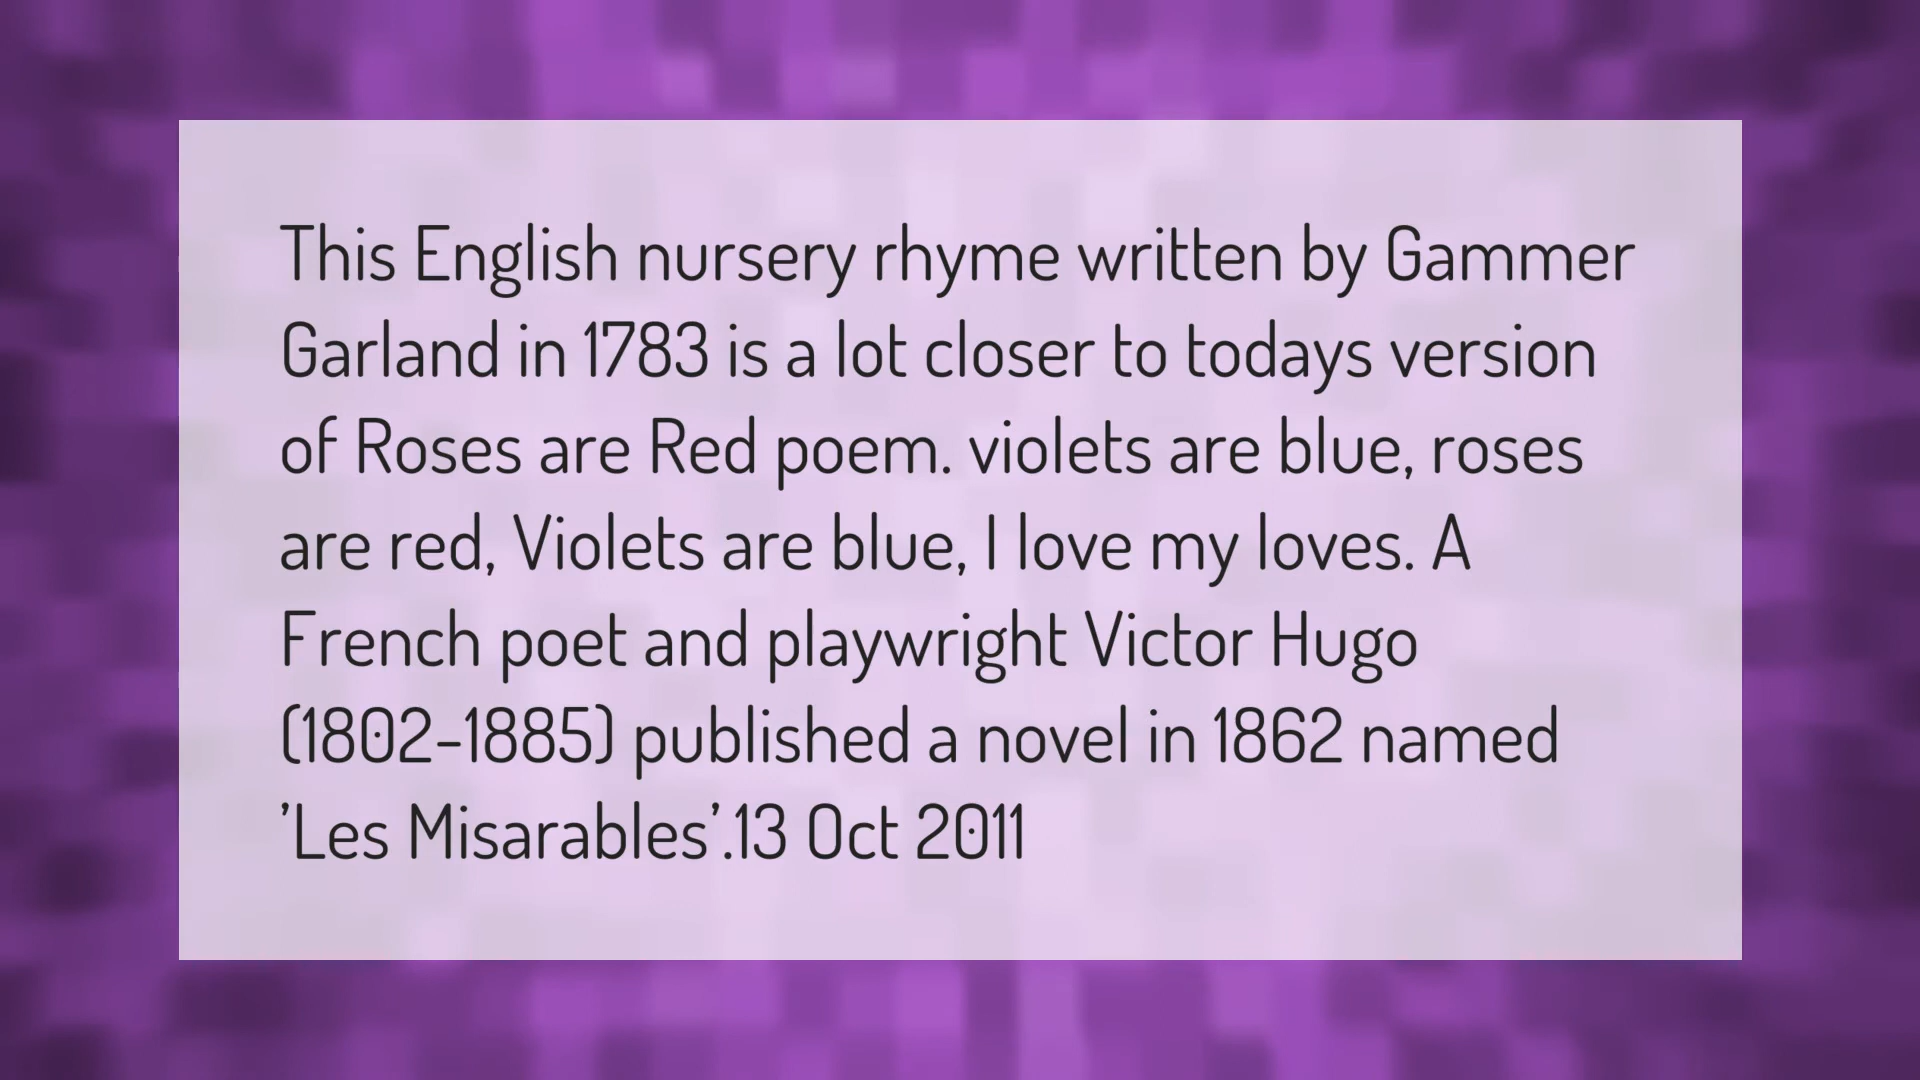 This English nursery rhyme written by Gammer
Garland in 1783 is a lot closer to todays version
of Roses are Red poem. violets are blue, roses
are red, Violets are blue, I love my loves. A
French poet and playwright Victor Hugo
(1802-1885) published a novel in 1862 named
'Les Misarables'.13 Oct 2011